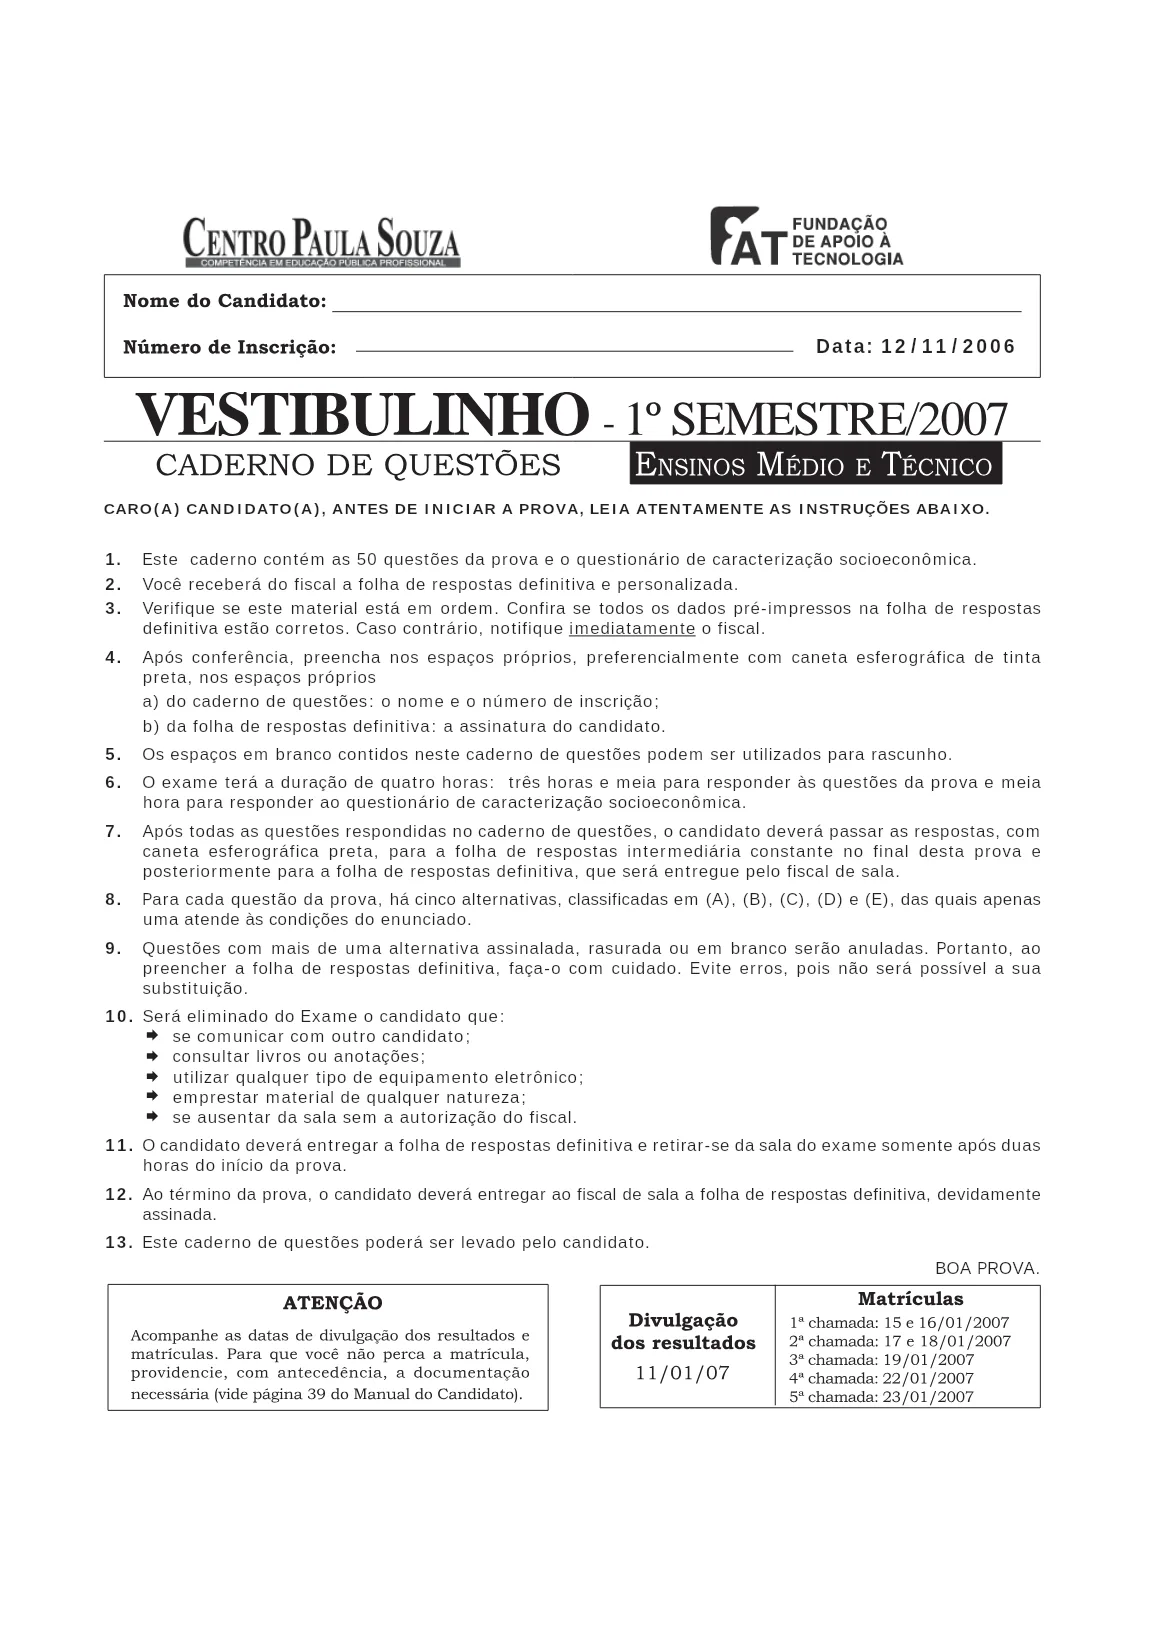 CENTRO PAULA SOUZA
COMPETÊNCIA EM EDUCAÇÃO PÚBLICA PROFISSIONAL
FAT FUNDAÇÃO
DE APOIO À
TECNOLOGIA
Nome do Candidato:
Número de Inscrição: Data: 12/11/2006
VESTIBULINHO - 1º SEMESTRE/2007
CADERNO DE QUESTÕES ENSINOS MÉDIO E TÉCNICO
CARO(A) CANDIDATO(A), ANTES DE INICIAR A PROVA, LEIA ATENTAMENTE AS INSTRUÇÕES ABAIXO.
1. Este caderno contém as 50 questões da prova e o questionário de caracterização socioeconômica.
2. Você receberá do fiscal a folha de respostas definitiva e personalizada.
3. Verifique se este material está em ordem. Confira se todos os dados pré-impressos na folha de respostas
definitiva estão corretos. Caso contrário, notifique imediatamente o fiscal.
4. Após conferência, preencha nos espaços próprios, preferencialmente com caneta esferográfica de tinta
preta, nos espaços próprios
a) do caderno de questões: o nome e o número de inscrição;
b) da folha de respostas definitiva: a assinatura do candidato.
5. Os espaços em branco contidos neste caderno de questões podem ser utilizados para rascunho.
6. O exame terá a duração de quatro horas: três horas e meia para responder às questões da prova e meia
hora para responder ao questionário de caracterização socioeconômica.
7. Após todas as questões respondidas no caderno de questões, o candidato deverá passar as respostas, com
caneta esferográfica preta, para a folha de respostas intermediária constante no final desta prova e
posteriormente para a folha de respostas definitiva, que será entregue pelo fiscal de sala.
8. Para cada questão da prova, há cinco alternativas, classificadas em (A), (B), (C), (D) e (E), das quais apenas
uma atende às condições do enunciado.
9. Questões com mais de uma alternativa assinalada, rasurada ou em branco serão anuladas. Portanto, ao
preencher a folha de respostas definitiva, faça-o com cuidado. Evite erros, pois não será possível a sua
substituição.
10. Será eliminado do Exame o candidato que:
➡ se comunicar com outro candidato;
➡ consultar livros ou anotações;
➡ utilizar qualquer tipo de equipamento eletrônico;
➡ emprestar material de qualquer natureza;
➡ se ausentar da sala sem a autorização do fiscal.
11. O candidato deverá entregar a folha de respostas definitiva e retirar-se da sala do exame somente após duas
horas do início da prova.
12. Ao término da prova, o candidato deverá entregar ao fiscal de sala a folha de respostas definitiva, devidamente
assinada.
13. Este caderno de questões poderá ser levado pelo candidato.
BOA PROVA.
ATENÇÃO
Acompanhe as datas de divulgação dos resultados e
matrículas. Para que você não perca a matrícula,
providencie, com antecedência, a documentação
necessária (vide página 39 do Manual do Candidato).
Divulgação
dos resultados
11/01/07
Matrículas
1ª chamada: 15 e 16/01/2007
2ª chamada: 17 e 18/01/2007
3ª chamada: 19/01/2007
4ª chamada: 22/01/2007
5ª chamada: 23/01/2007